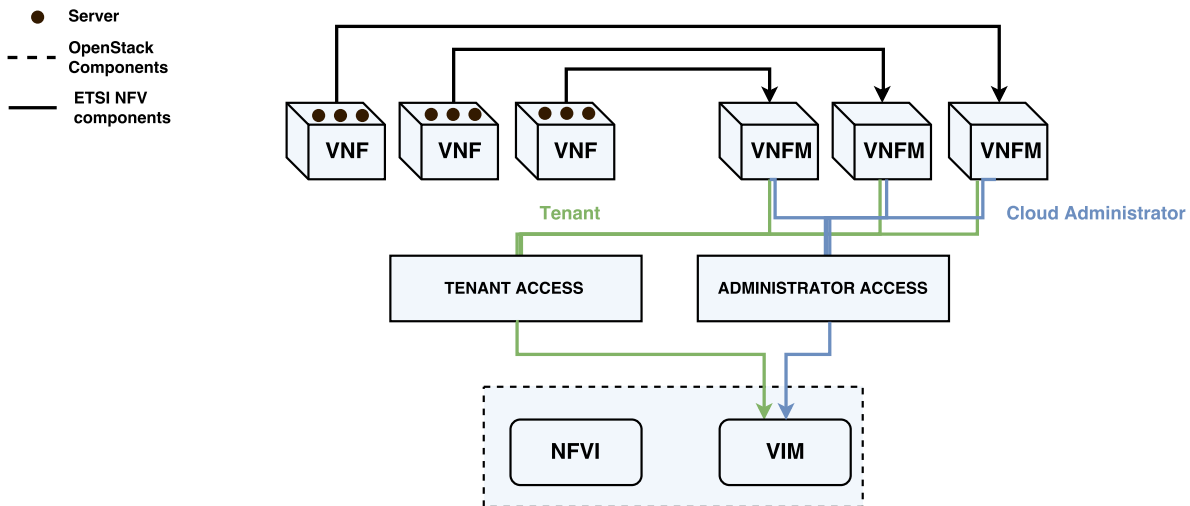 Server
OpenStack
Components
ETSI NFV
components
VNF
VNF
VNF
VNFM
VNFM
VNFM
Tenant
Cloud Administrator
TENANT ACCESS
ADMINISTRATOR ACCESS
NFVI
VIM